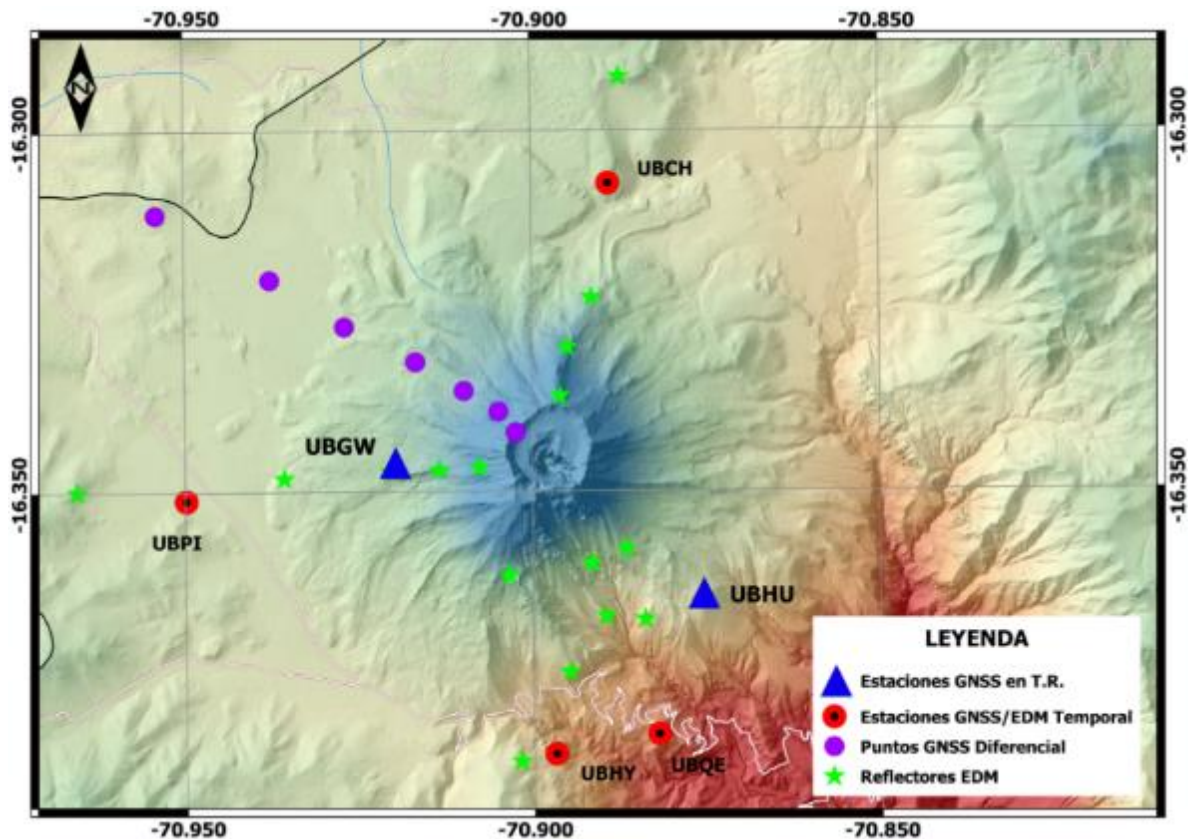 -70.950 -70.900 -70.850
N
-16.300 -16.300
UBCH
UBGW
-16.350 -16.350
UBPI
UBHU
LEYENDA
Estaciones GNSS en T.R.
Estaciones GNSS/EDM Temporal
Puntos GNSS Diferencial
Reflectores EDM
UBHY UBQE
-70.950 -70.900 -70.850